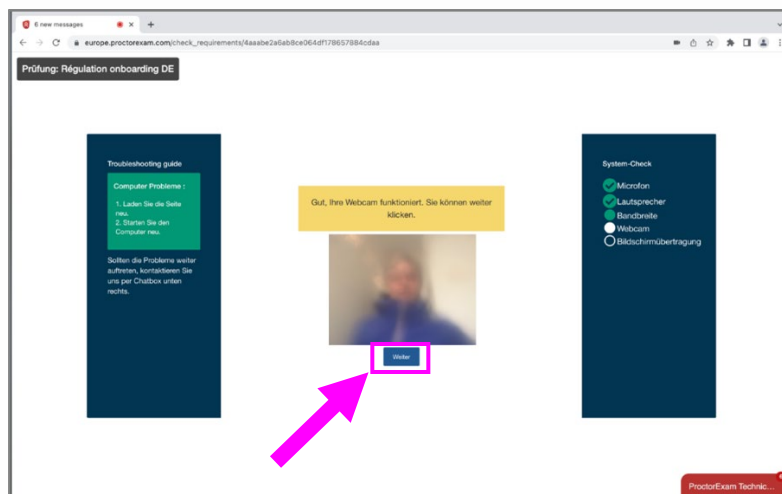 6 new messages
europe.proctorexam.com/check_requirements/4aaabe2a6ab8ce064df178657884cdaa
Prüfung: Régulation onboarding DE
Troubleshooting guide
Computer Probleme :
1. Laden Sie die Seite
neu.
2. Starten Sie den
Computer neu.
Sollten die Probleme weiter
auftreten, kontaktieren Sie
uns per Chatbox unten
rechts.
Gut, Ihre Webcam funktioniert. Sie können weiter
klicken.
Weiter
System-Check
Microfon
Lautsprecher
Bandbreite
Webcam
Bildschirmübertragung
ProctorExam Technic...